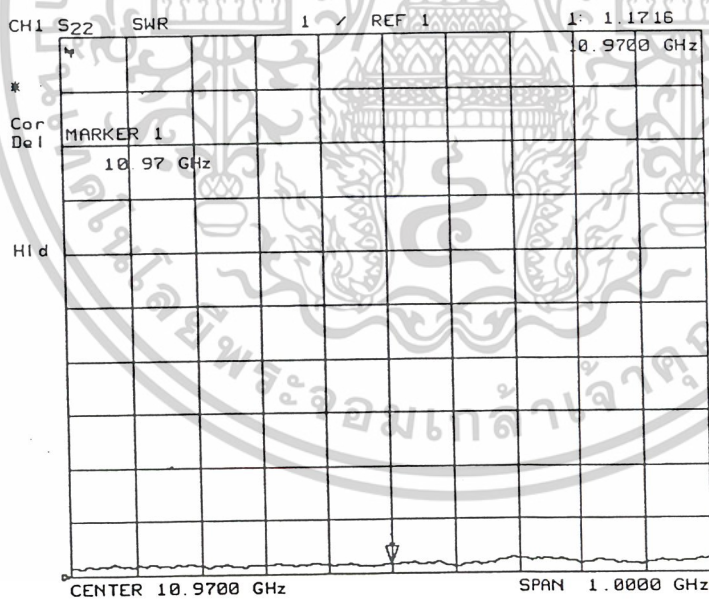 CH1 S22 SWR 1 / REF 1 1: 1.1716
10.9700 GHz
*
Cor
Del
MARKER 1
10.97 GHz
Hld
CENTER 10.9700 GHz SPAN 1.0000 GHz